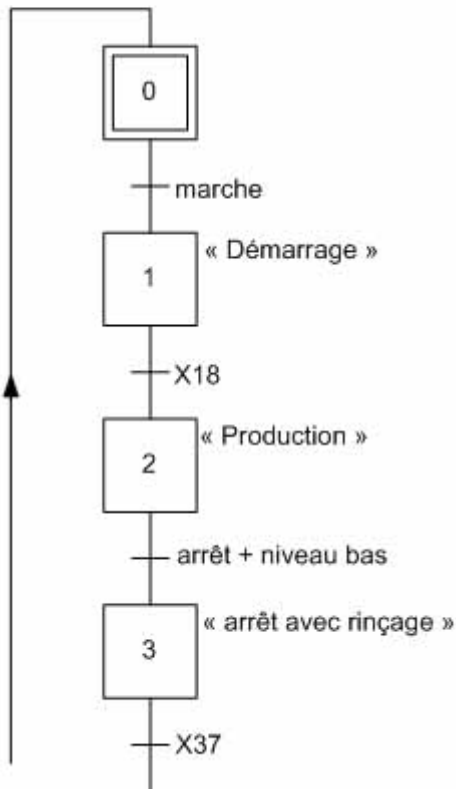 0
marche
« Démarrage »
1
X18
« Production »
2
arrêt + niveau bas
« arrêt avec rinçage »
3
X37